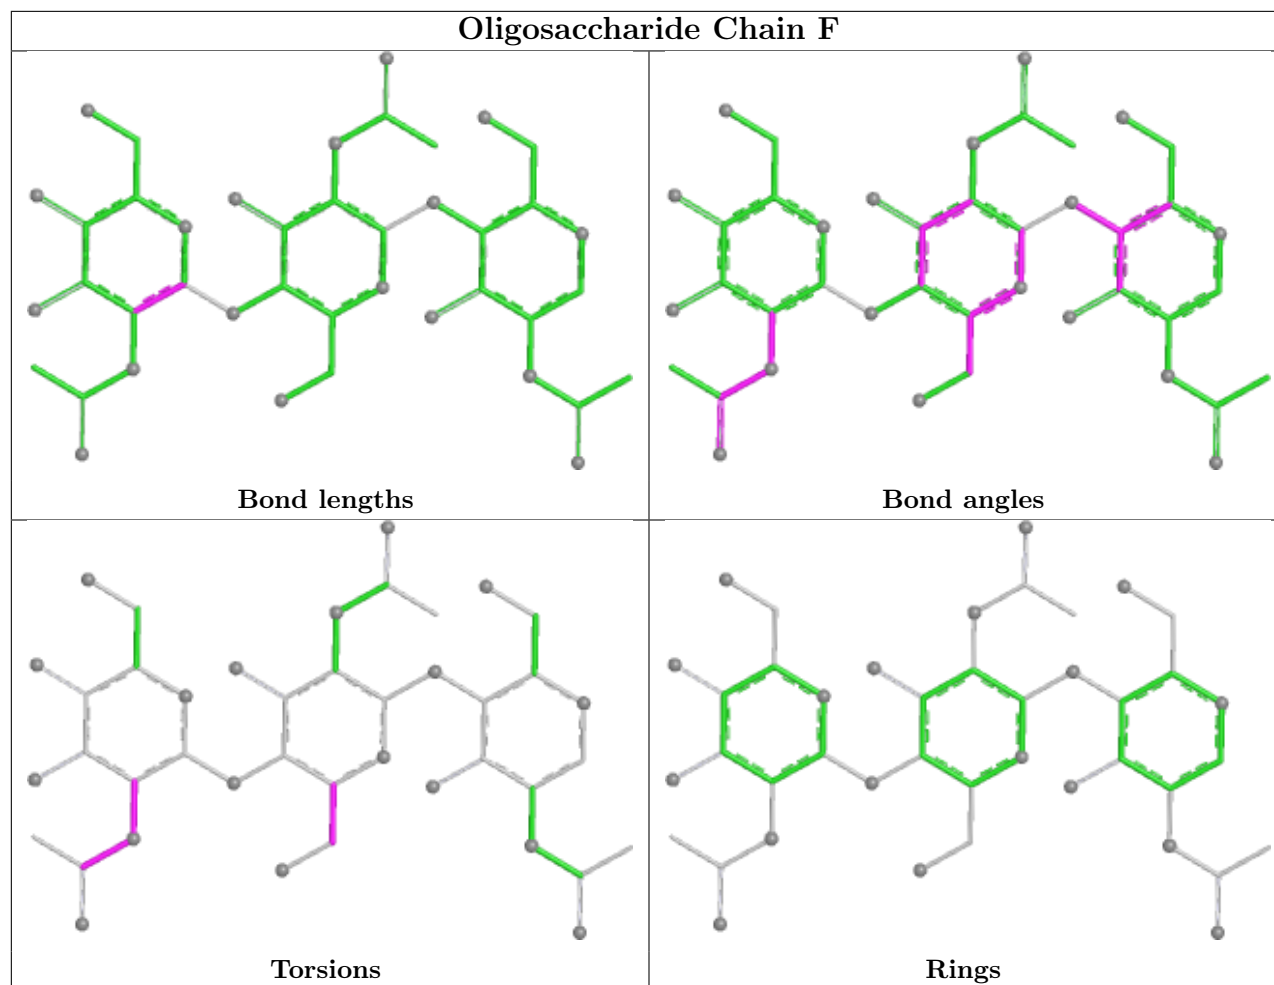 Oligosaccharide Chain F
Bond lengths
Bond angles
Torsions
Rings